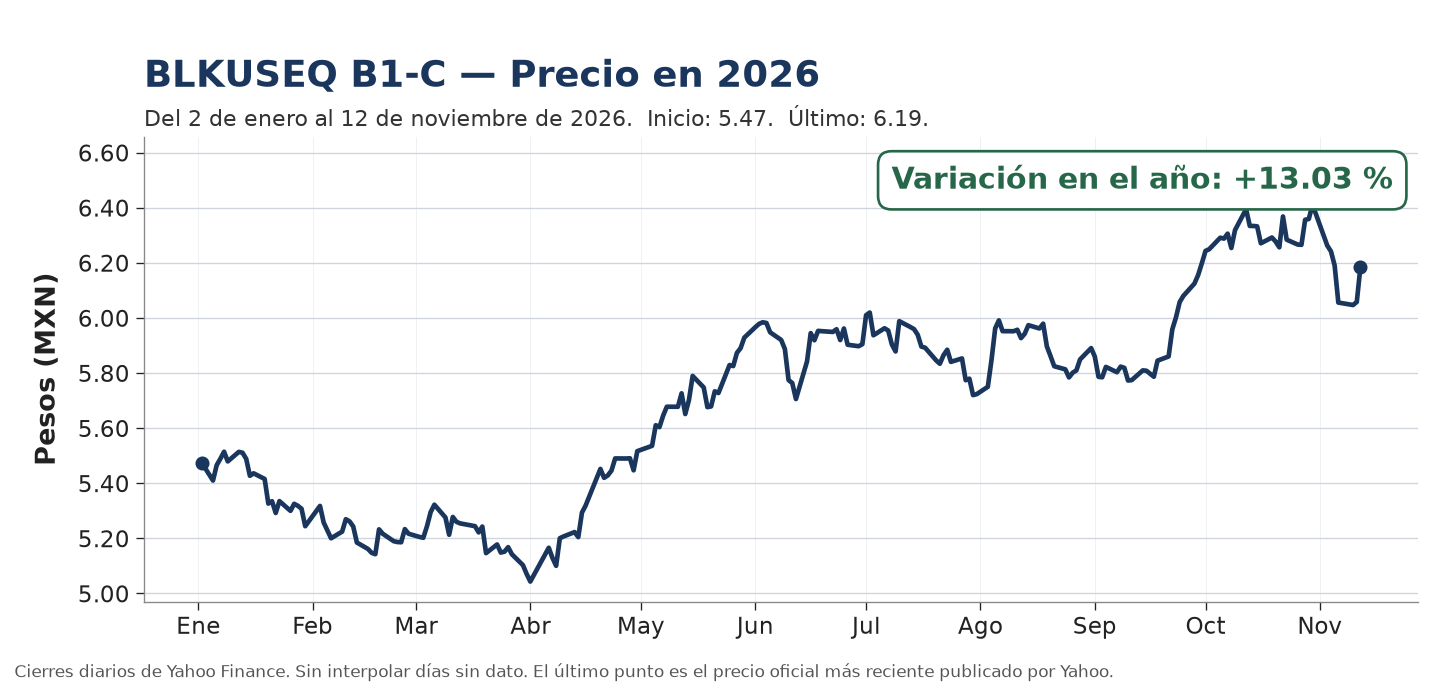 BLKUSEQ B1-C — Precio en 2026
Del 2 de enero al 12 de noviembre de 2026.  Inicio: 5.47.  Último: 6.19.
Variación en el año: +13.03 %
Pesos (MXN)
6.60
6.40
6.20
6.00
5.80
5.60
5.40
5.20
5.00
Ene Feb Mar Abr May Jun Jul Ago Sep Oct Nov
Cierres diarios de Yahoo Finance. Sin interpolar días sin dato. El último punto es el precio oficial más reciente publicado por Yahoo.